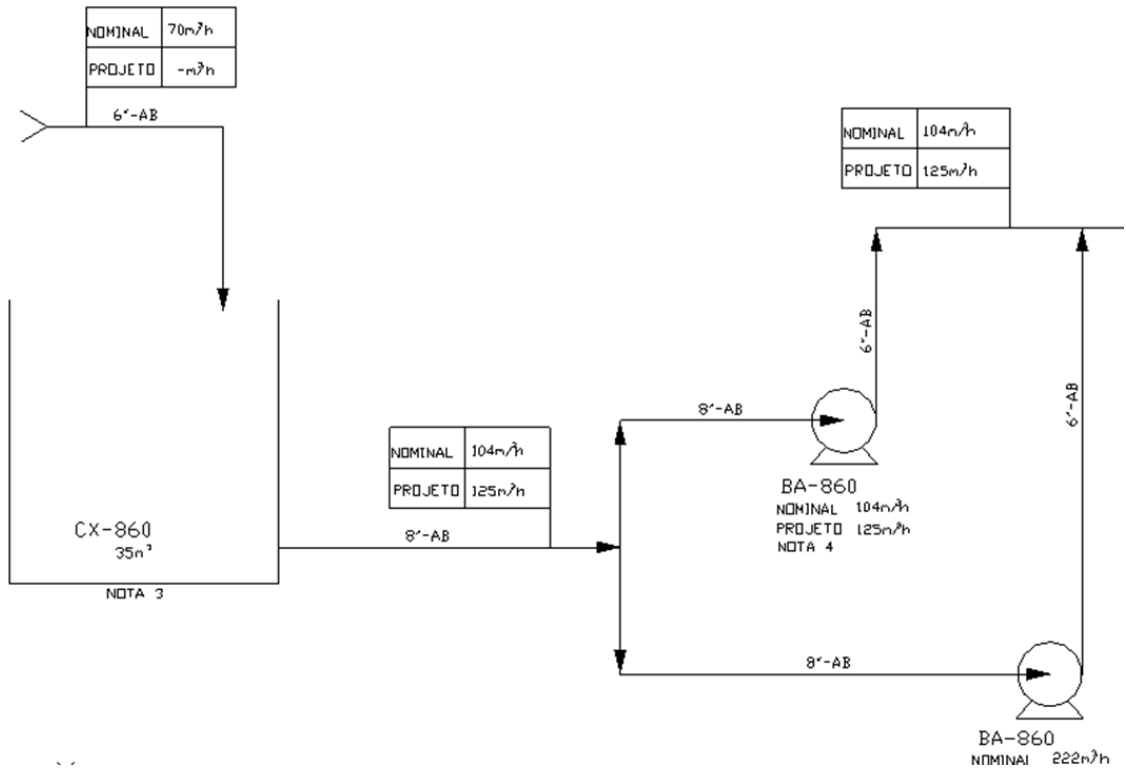 NOMINAL 70m³/h
PROJETO -m³/h
6"-AB
NOMINAL 104m³/h
PROJETO 125m³/h
6"-AB
6"-AB
8"-AB
NOMINAL 104m³/h
PROJETO 125m³/h
8"-AB
BA-860
NOMINAL 104m³/h
PROJETO 125m³/h
NOTA 4
CX-860
35m³
NOTA 3
8"-AB
BA-860
NOMINAL 222m³/h